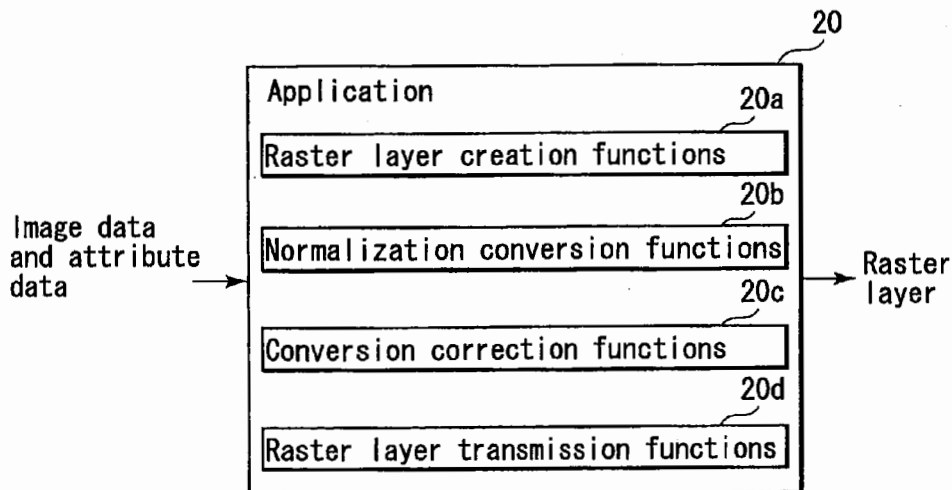 20
Application
20a
Raster layer creation functions
20b
Normalization conversion functions
Image data
and attribute
data
20c
Conversion correction functions
20d
Raster layer transmission functions
Raster
layer